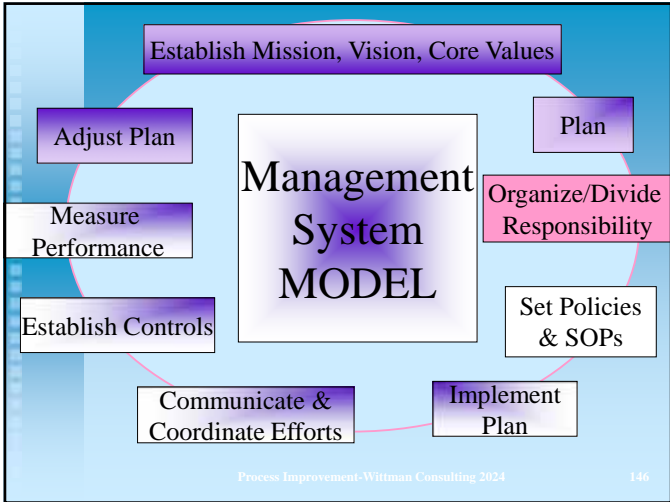 Establish Mission, Vision, Core Values
Plan
Organize/Divide
Responsibility
Set Policies
& SOPs
Implement
Plan
Communicate &
Coordinate Efforts
Establish Controls
Measure
Performance
Adjust Plan
Management
System
MODEL
Process Improvement-Wittman Consulting 2024
146